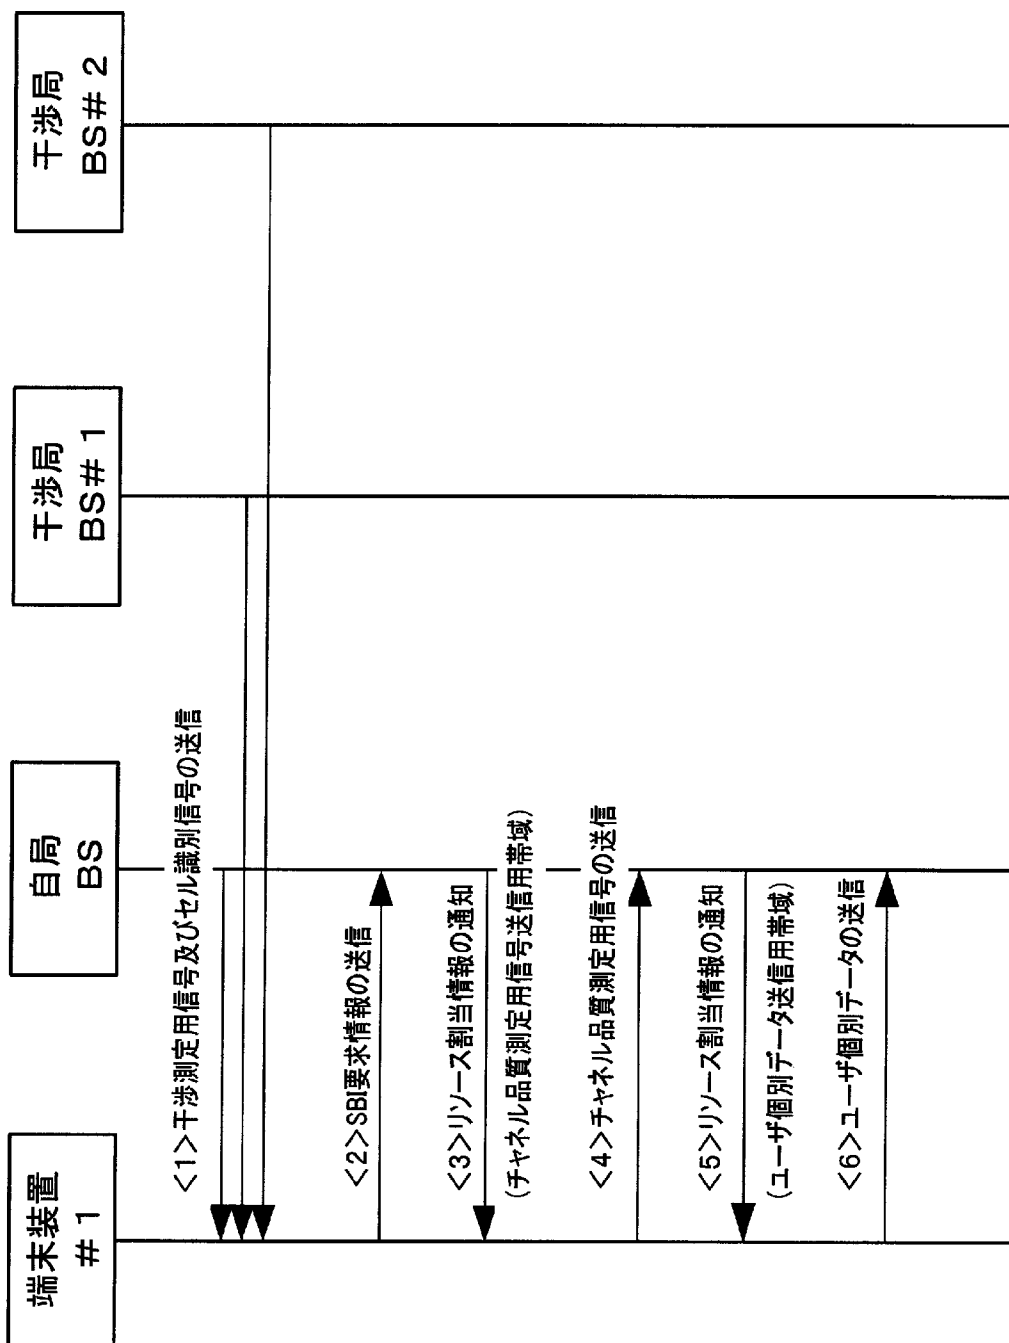 端末装置
＃1
自局
BS
干渉局
BS＃1
干渉局
BS＃2
<1>干渉測定用信号及びセル識別信号の送信
<2>SBI要求情報の送信
<3>リソース割当情報の通知
(チャネル品質測定用信号送信用帯域)
<4>チャネル品質測定用信号の送信
<5>リソース割当情報の通知
(ユーザ個別データ送信用帯域)
<6>ユーザ個別データの送信